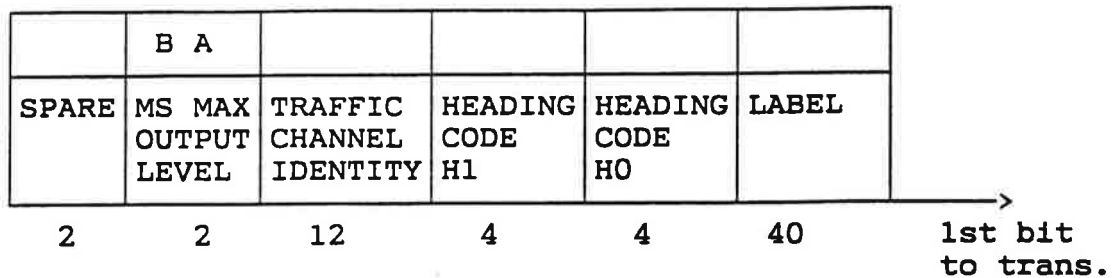 B A
SPARE MS MAX TRAFFIC HEADING HEADING LABEL
OUTPUT CHANNEL CODE CODE
LEVEL IDENTITY H1 H0
2 2 12 4 4 40 1st bit
to trans.